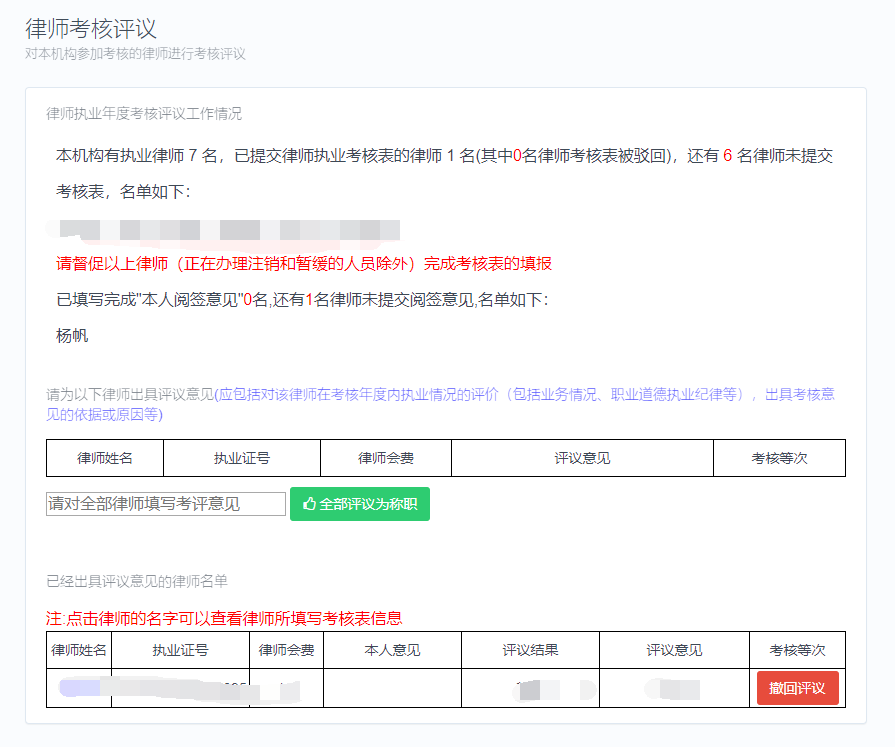 律师考核评议
对本机构参加考核的律师进行考核评议
律师执业年度考核评议工作情况
本机构有执业律师 7 名，已提交律师执业考核表的律师 1 名(其中0名律师考核表被驳回)，还有 6 名律师未提交
考核表，名单如下：
请督促以上律师（正在办理注销和暂缓的人员除外）完成考核表的填报
已填写完成"本人阅签意见"0名,还有1名律师未提交阅签意见,名单如下：
杨帆
请为以下律师出具评议意见(应包括对该律师在考核年度内执业情况的评价（包括业务情况、职业道德执业纪律等），出具考核意
见的依据或原因等)
律师姓名 执业证号 律师会费 评议意见 考核等次
请对全部律师填写考评意见 全部评议为称职
已经出具评议意见的律师名单
注:点击律师的名字可以查看律师所填写考核表信息
律师姓名 执业证号 律师会费 本人意见 评议结果 评议意见 考核等次
撤回评议